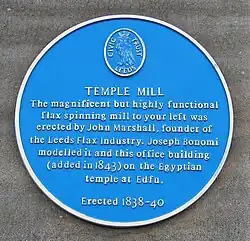 CIVIC TRUST
LEEDS
TEMPLE MILL
The magnificent but highly functional
flax spinning mill to your left was
erected by John Marshall, founder of
the Leeds Flax Industry. Joseph Bonomi
modelled it and this office building
(added in 1843) on the Egyptian
temple at Edfu.
Erected 1838-40